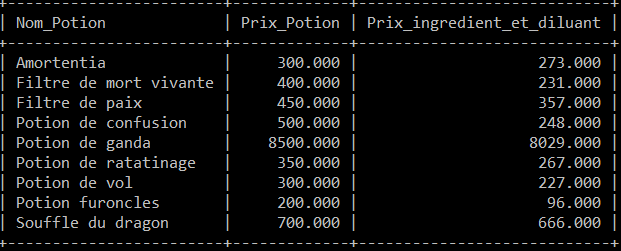 +-------------------------+--------------+------------------------------+
| Nom_Potion | Prix_Potion | Prix_ingredient_et_diluant |
+-------------------------+--------------+------------------------------+
| Amortentia | 300.000 | 273.000 |
| Filtre de mort vivante | 400.000 | 231.000 |
| Filtre de paix | 450.000 | 357.000 |
| Potion de confusion | 500.000 | 248.000 |
| Potion de ganda | 8500.000 | 8029.000 |
| Potion de ratatinage | 350.000 | 267.000 |
| Potion de vol | 300.000 | 227.000 |
| Potion furoncles | 200.000 | 96.000 |
| Souffle du dragon | 700.000 | 666.000 |
+-------------------------+--------------+------------------------------+